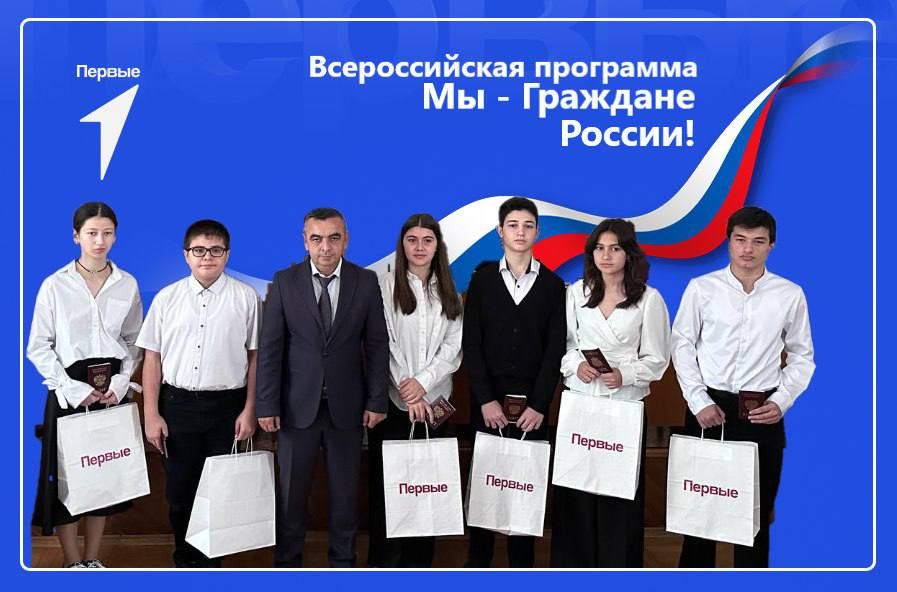 Первые
Всероссийская программа
Мы - Граждане
России!
Первые
Первые
Первые
Первые
Первые